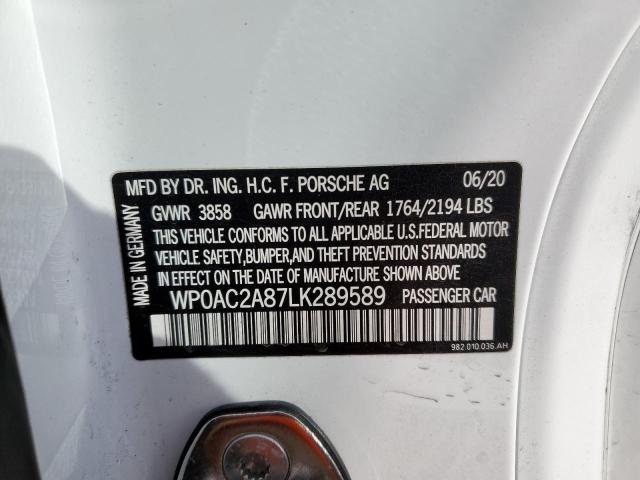 MFD BY DR. ING. H.C. F. PORSCHE AG 06/20
GVWR 3858 GAWR FRONT/REAR 1764/2194 LBS
THIS VEHICLE CONFORMS TO ALL APPLICABLE U.S.FEDERAL MOTOR
VEHICLE SAFETY,BUMPER,AND THEFT PREVENTION STANDARDS
IN EFFECT ON THE DATE OF MANUFACTURE SHOWN ABOVE
WP0AC2A87LK289589 PASSENGER CAR
982.010.036.AH
MADE IN GERMANY